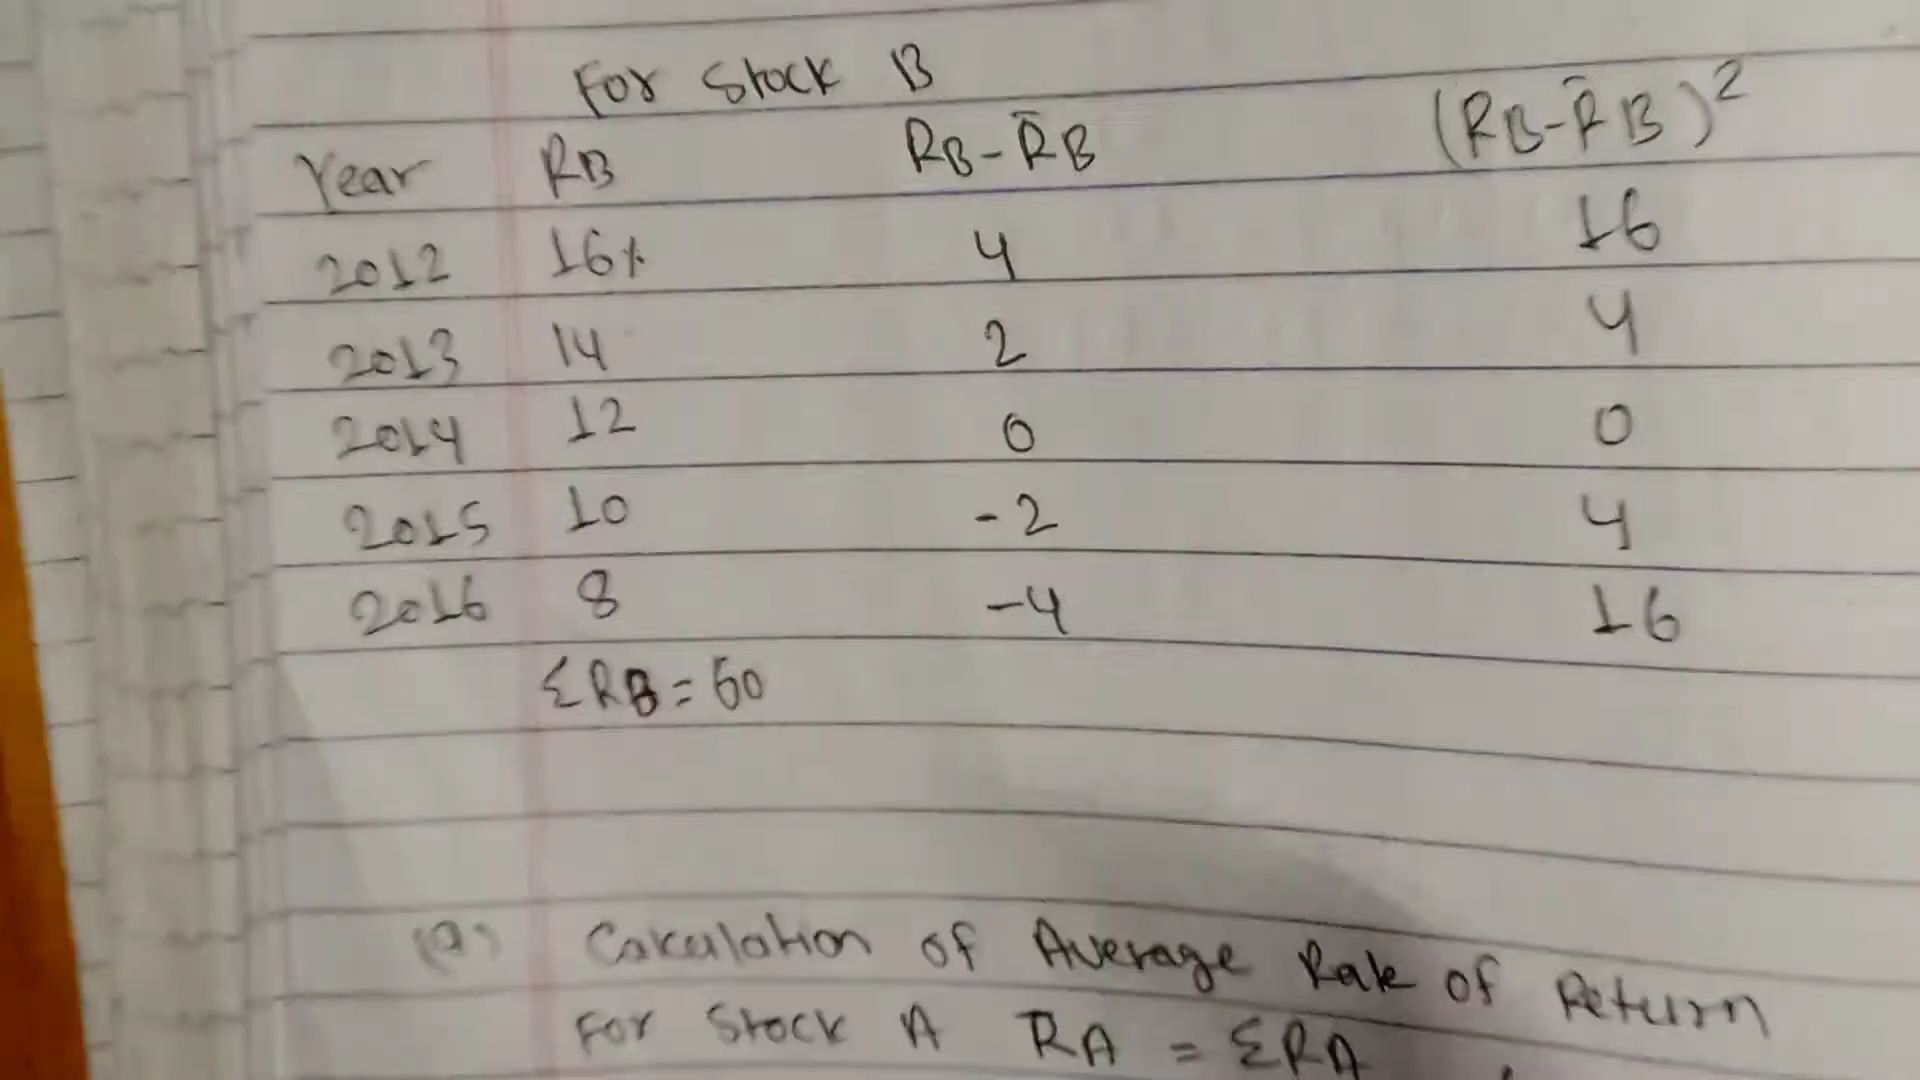 For Stock B
Year RB RB-R̄B (RB-R̄B)²
2012 16% 4 16
2013 14 2 4
2014 12 0 0
2015 10 -2 4
2016 8 -4 16
ΣRB=60
(a) Calculation of Average Rate of Return
For Stock A R̄A = ΣRA